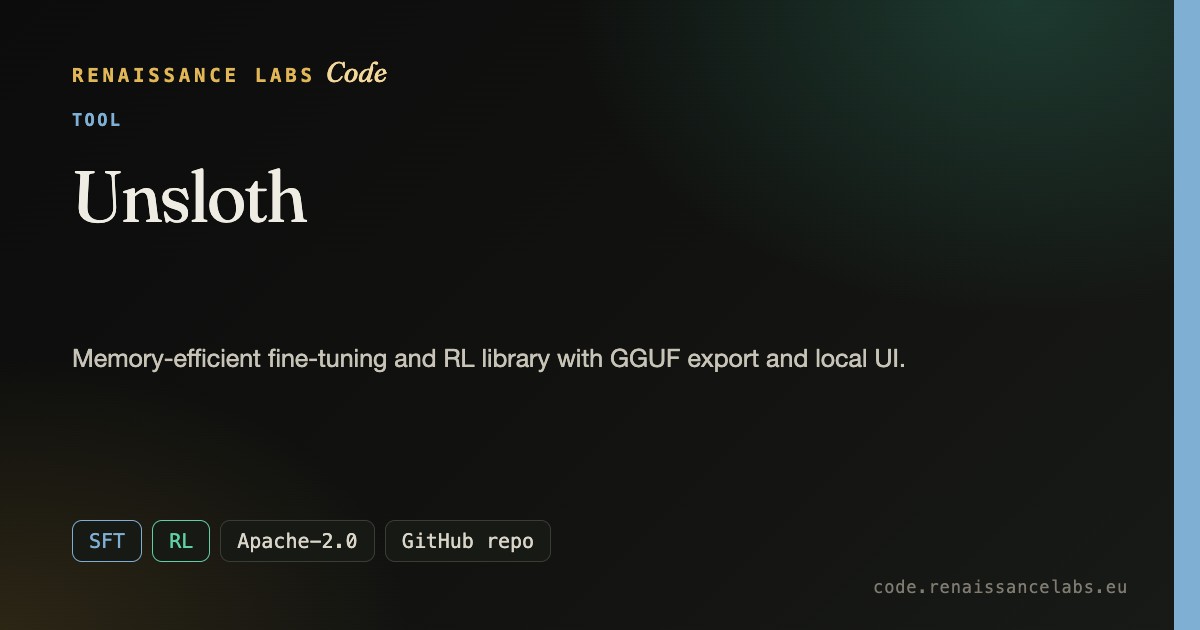 RENAISSANCE LABS Code
TOOL
Unsloth
Memory-efficient fine-tuning and RL library with GGUF export and local UI.
SFT RL Apache-2.0 GitHub repo
code.renaissancelabs.eu